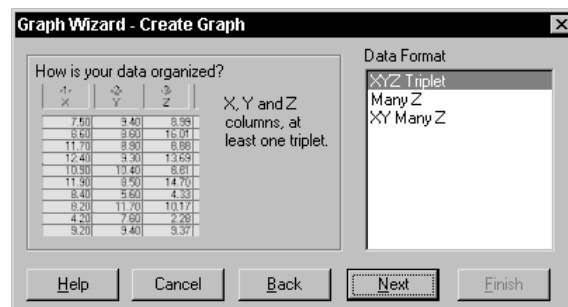 Graph Wizard - Create Graph
How is your data organized?
-1- -2- -3-
X Y Z
7.50 9.40 8.99
8.60 8.60 16.01
11.70 8.90 8.88
12.40 9.30 13.69
10.90 10.40 8.81
11.90 8.50 14.70
8.40 5.60 4.33
8.20 11.70 10.17
4.20 7.60 2.28
9.20 9.40 9.37
X, Y and Z
columns, at
least one triplet.
Data Format
XYZ Triplet
Many Z
XY Many Z
Help Cancel Back Next Finish